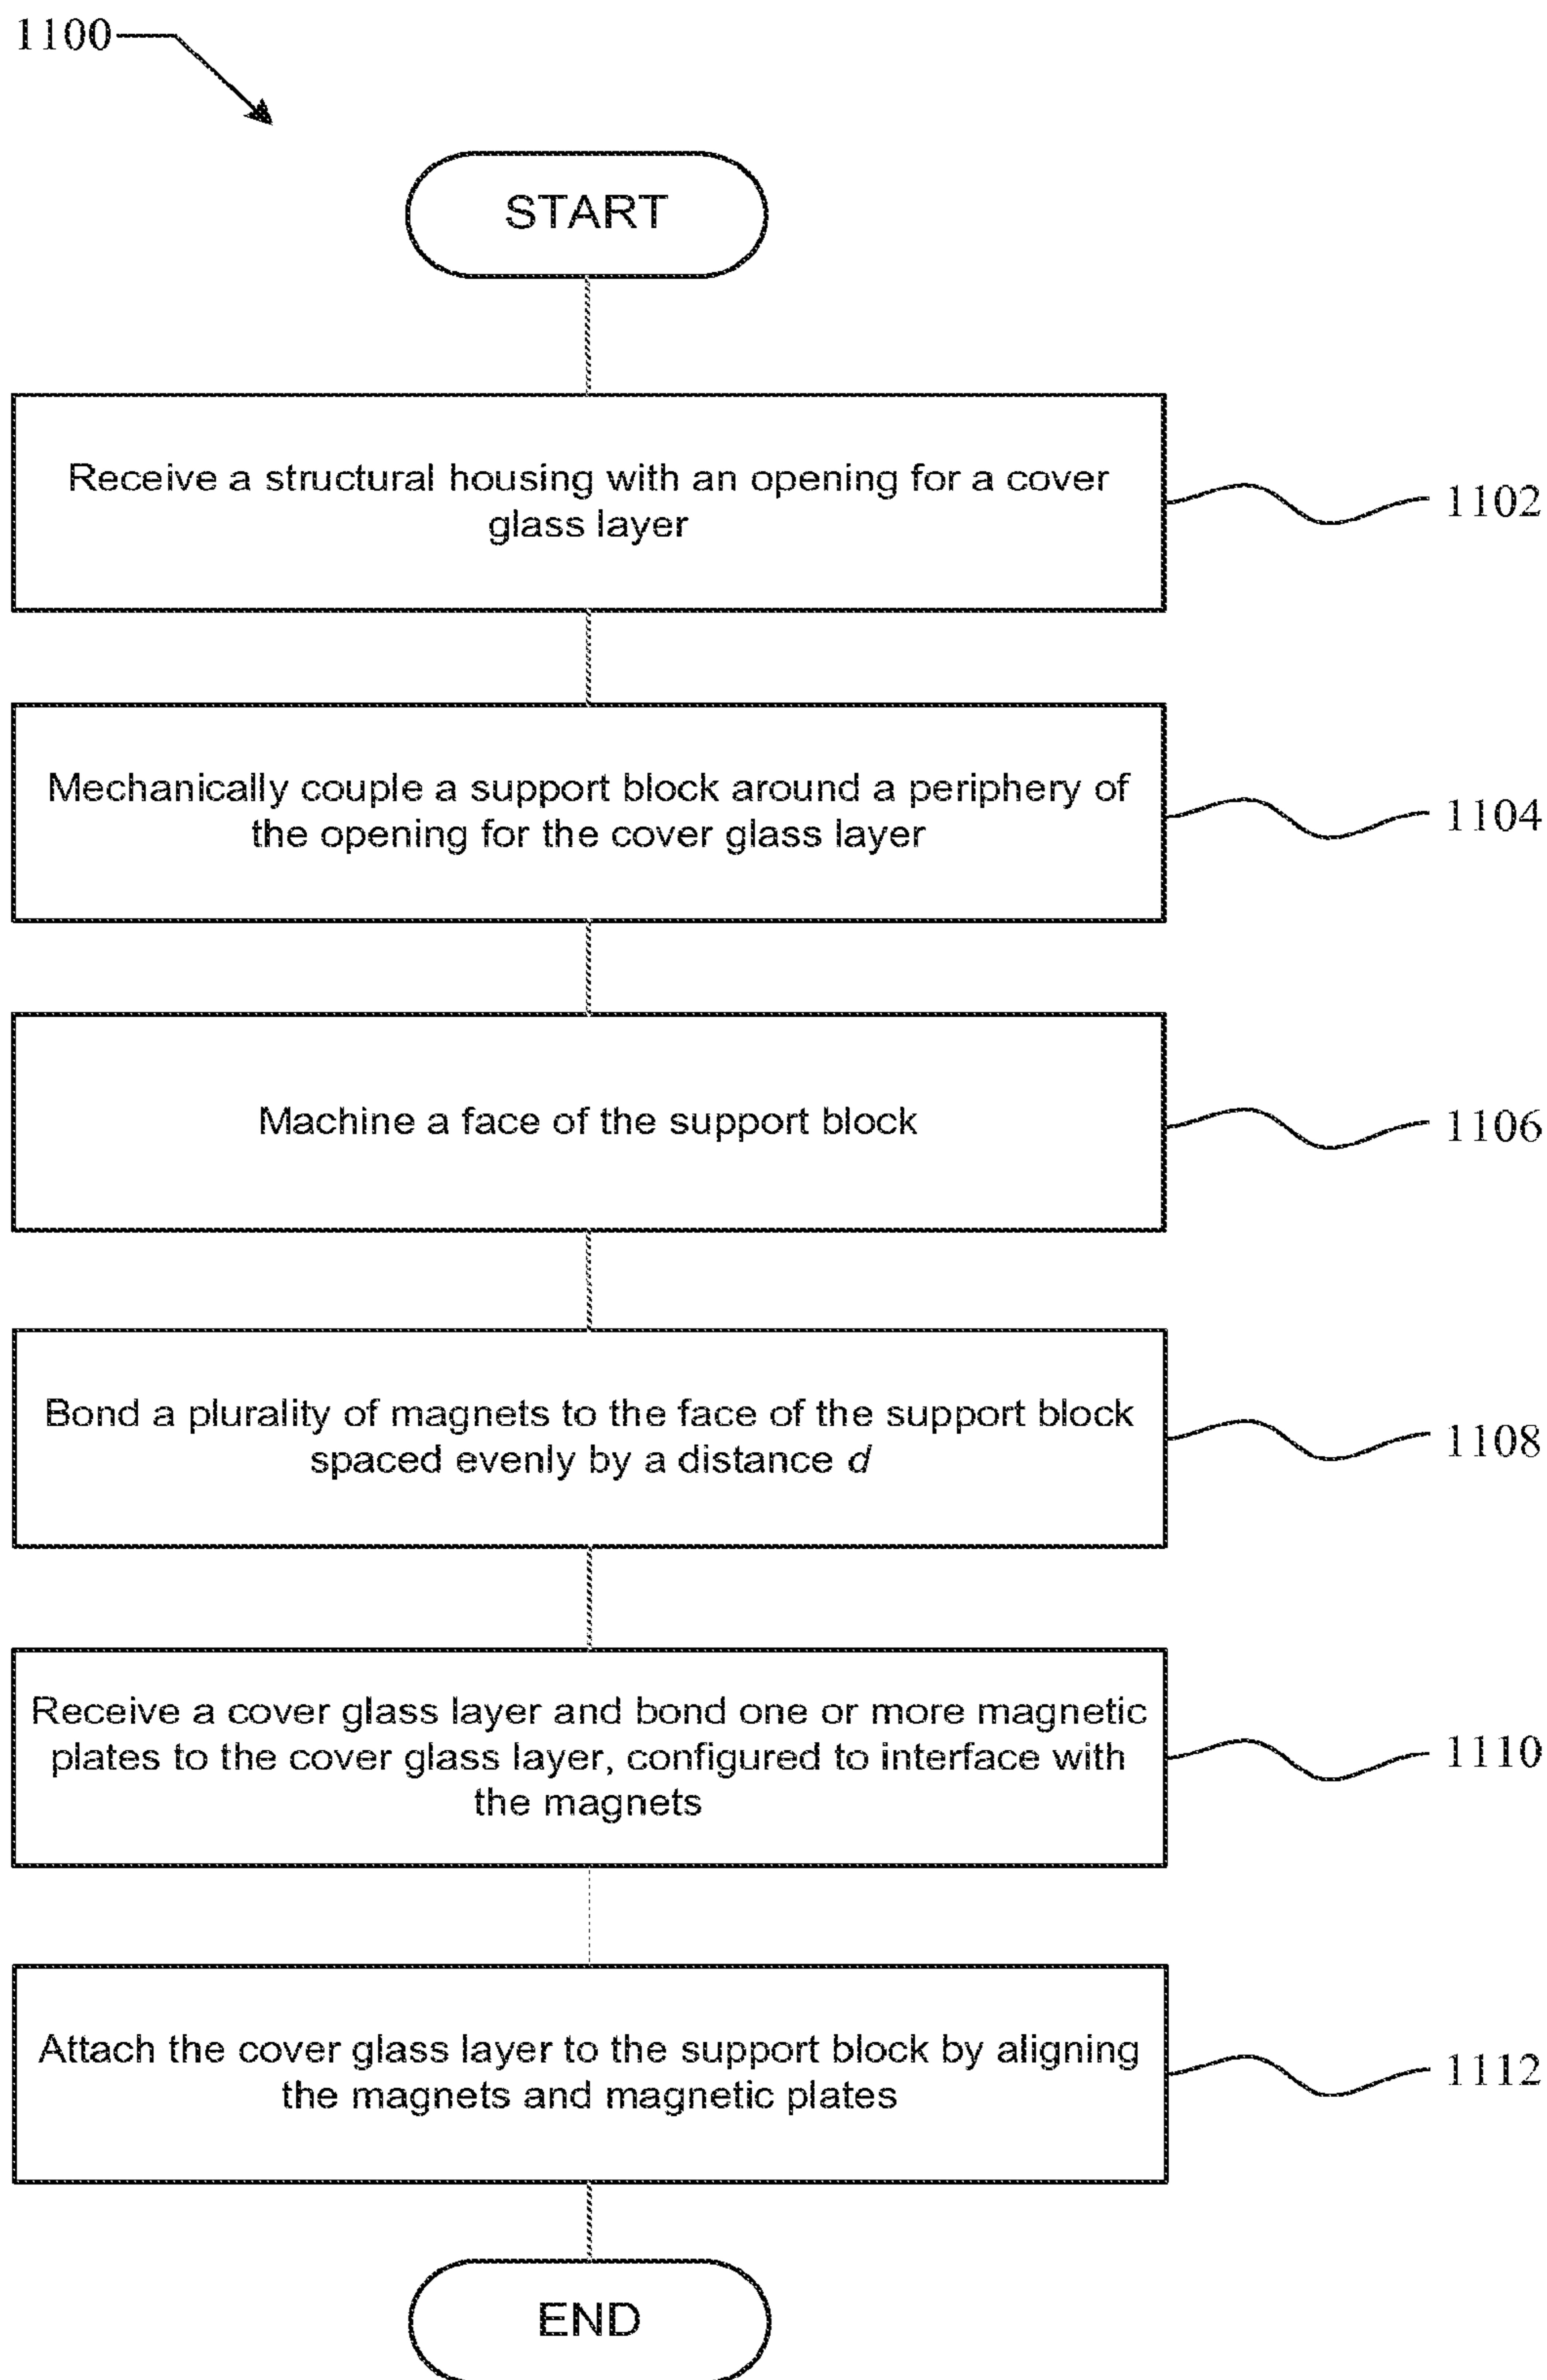 1100
START
Receive a structural housing with an opening for a cover
glass layer
1102
Mechanically couple a support block around a periphery of
the opening for the cover glass layer
1104
Machine a face of the support block
1106
Bond a plurality of magnets to the face of the support block
spaced evenly by a distance d
1108
Receive a cover glass layer and bond one or more magnetic
plates to the cover glass layer, configured to interface with
the magnets
1110
Attach the cover glass layer to the support block by aligning
the magnets and magnetic plates
1112
END